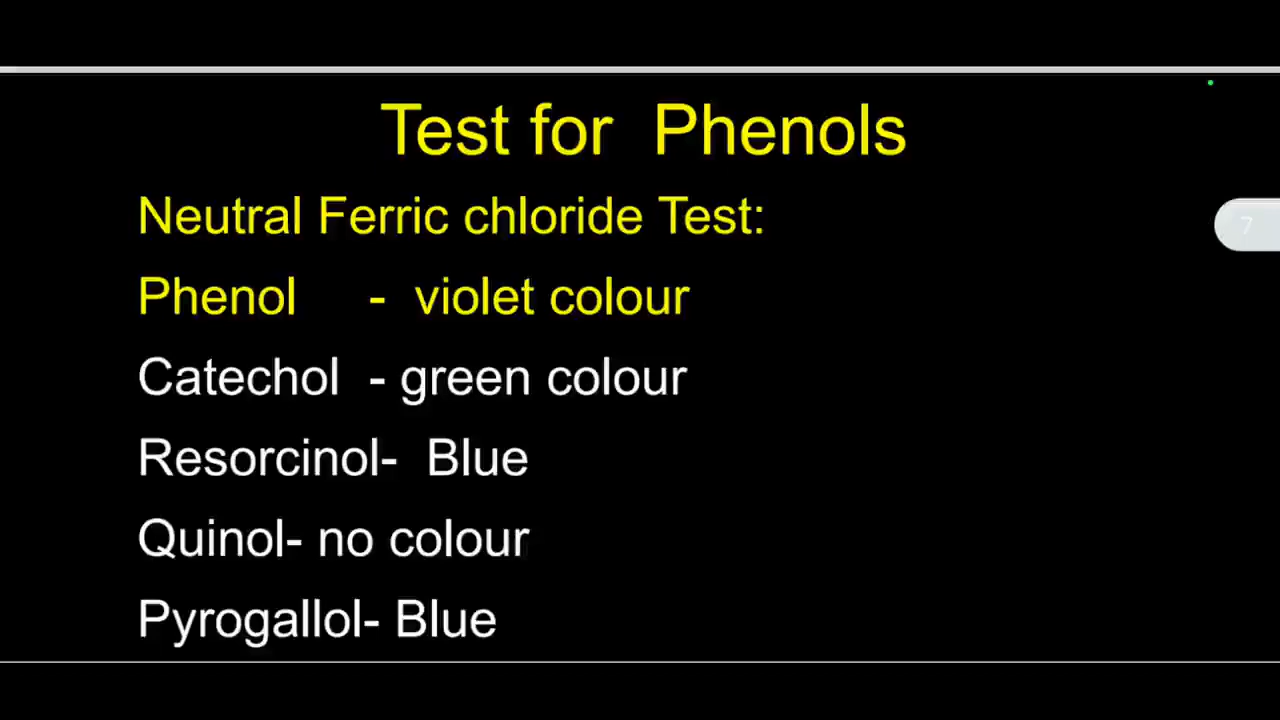 Test for Phenols
Neutral Ferric chloride Test:
7
Phenol - violet colour
Catechol - green colour
Resorcinol- Blue
Quinol- no colour
Pyrogallol- Blue